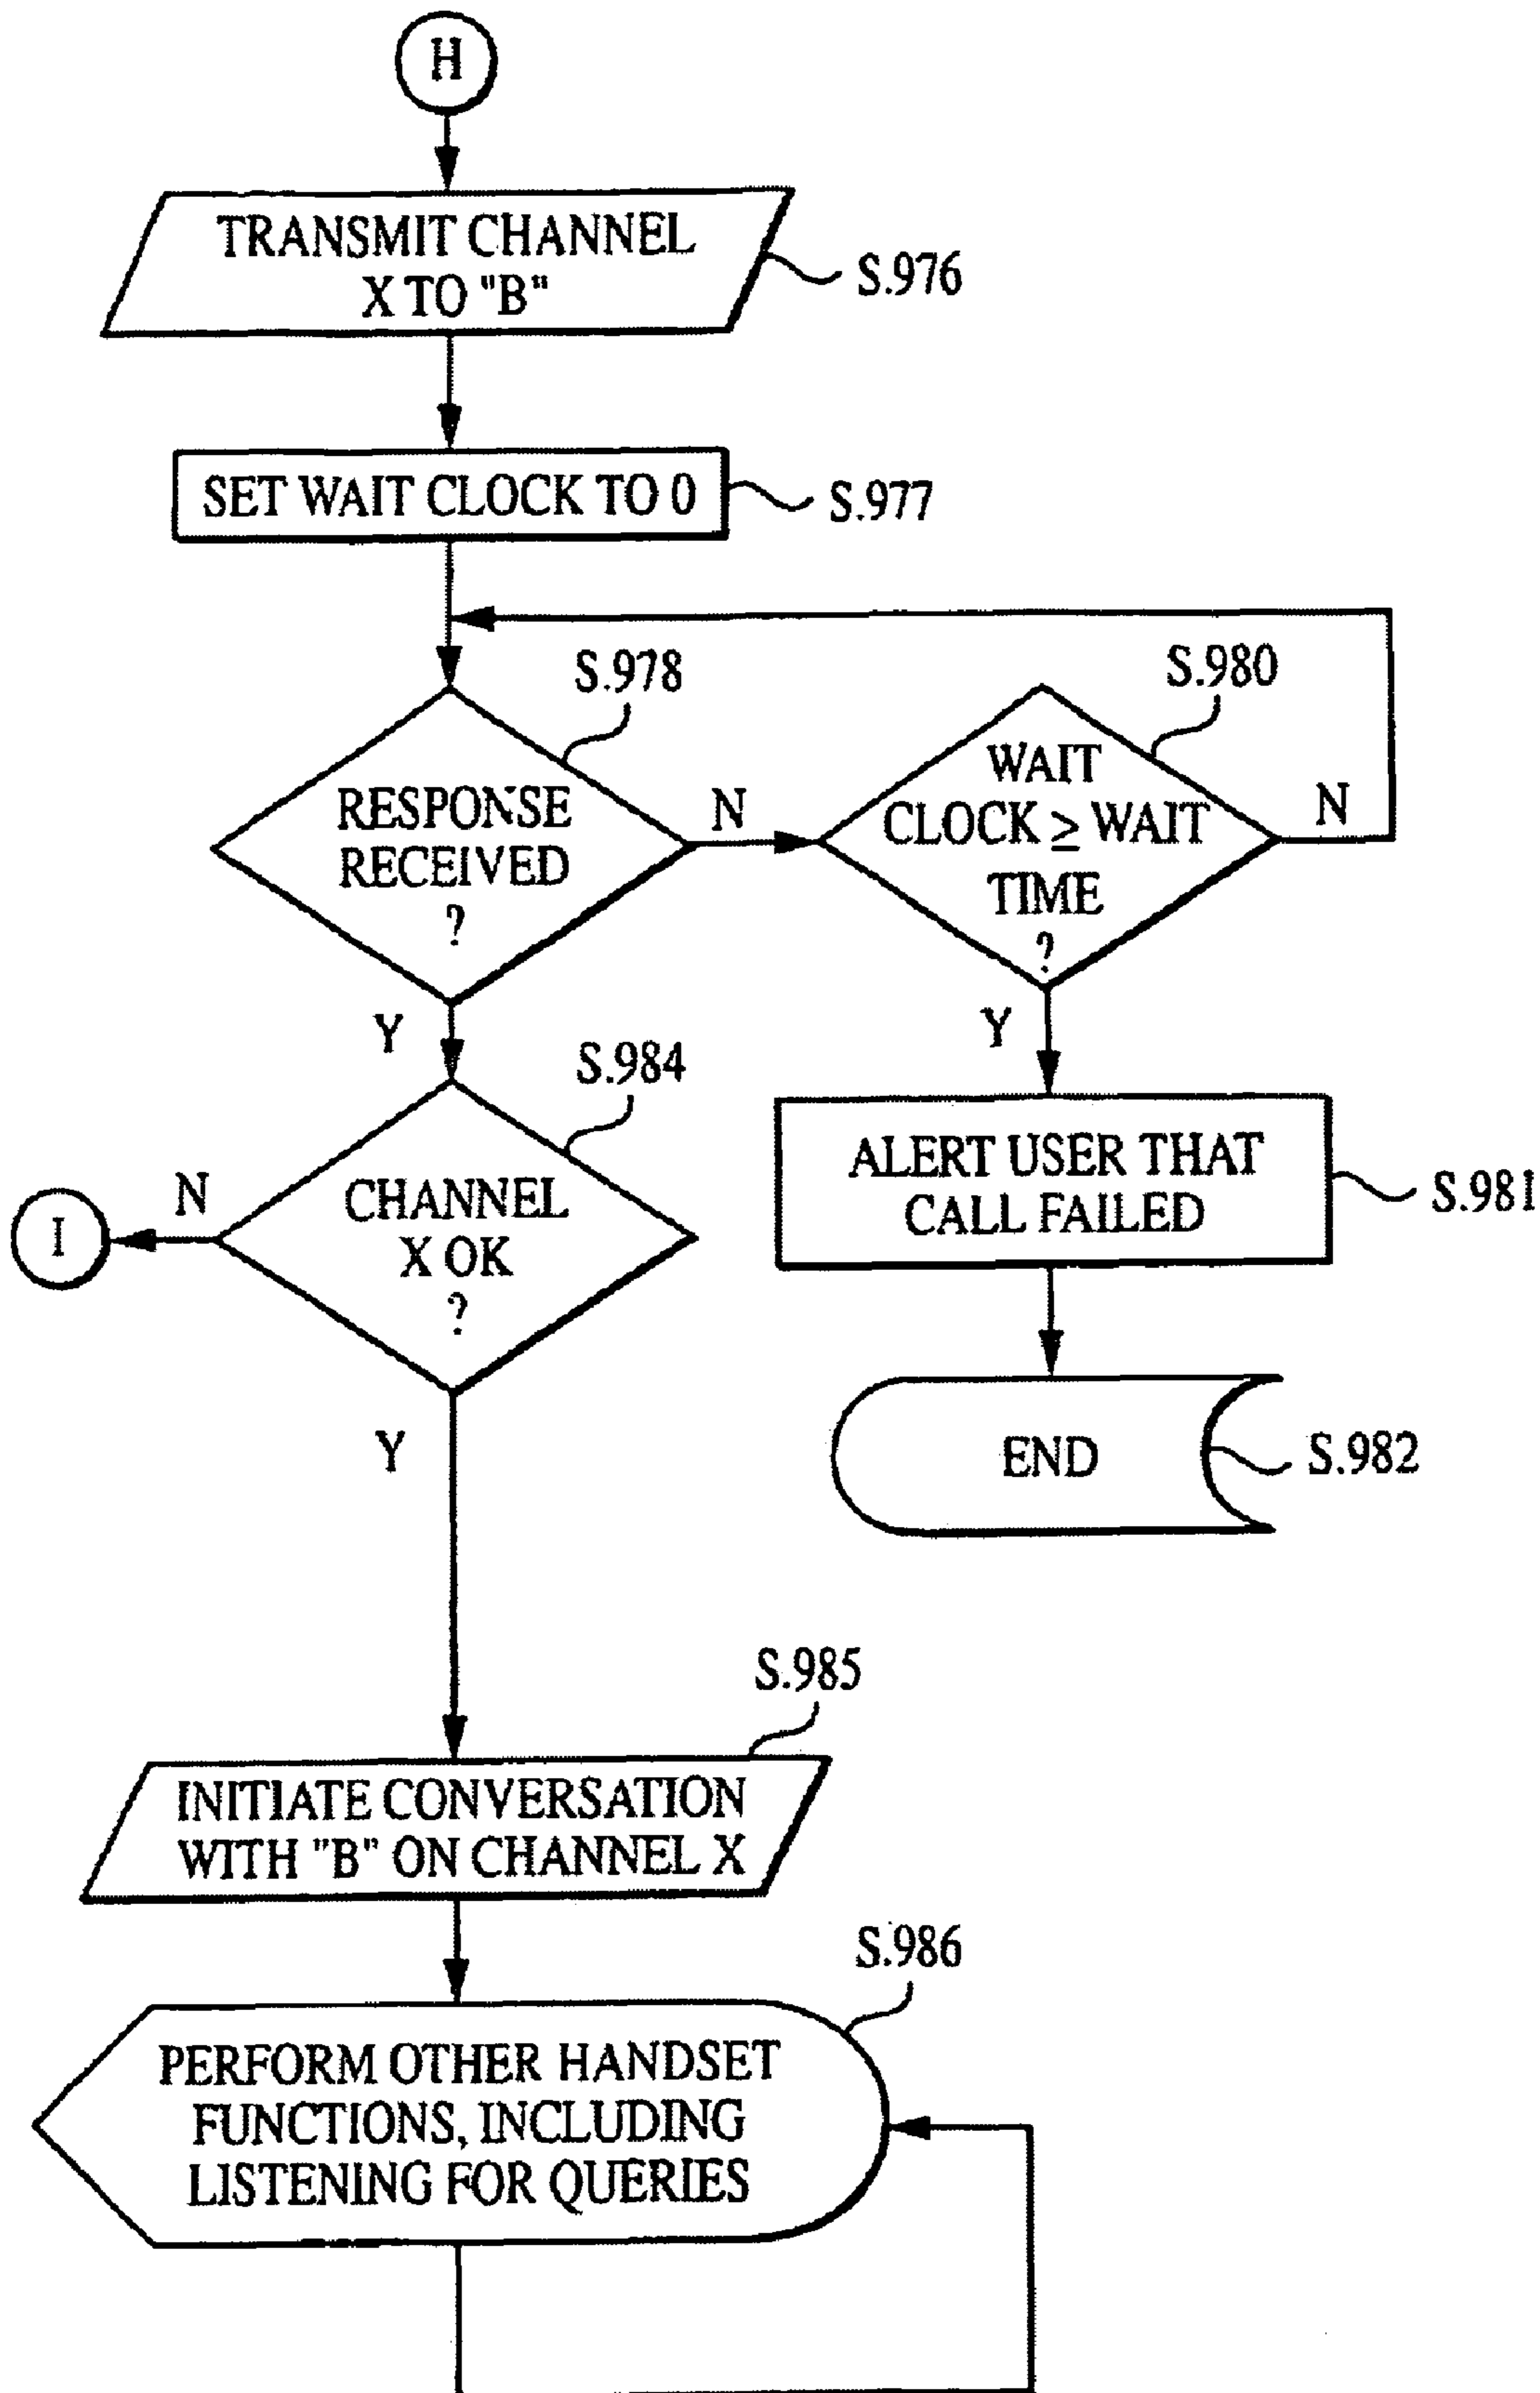 H
TRANSMIT CHANNEL
X TO "B"
S.976
SET WAIT CLOCK TO 0
S.977
S.978
RESPONSE
RECEIVED
?
N
Y
S.980
WAIT
CLOCK ≥ WAIT
TIME
?
N
Y
ALERT USER THAT
CALL FAILED
S.981
END
S.982
S.984
CHANNEL
X OK
?
N
I
Y
S.985
INITIATE CONVERSATION
WITH "B" ON CHANNEL X
S.986
PERFORM OTHER HANDSET
FUNCTIONS, INCLUDING
LISTENING FOR QUERIES